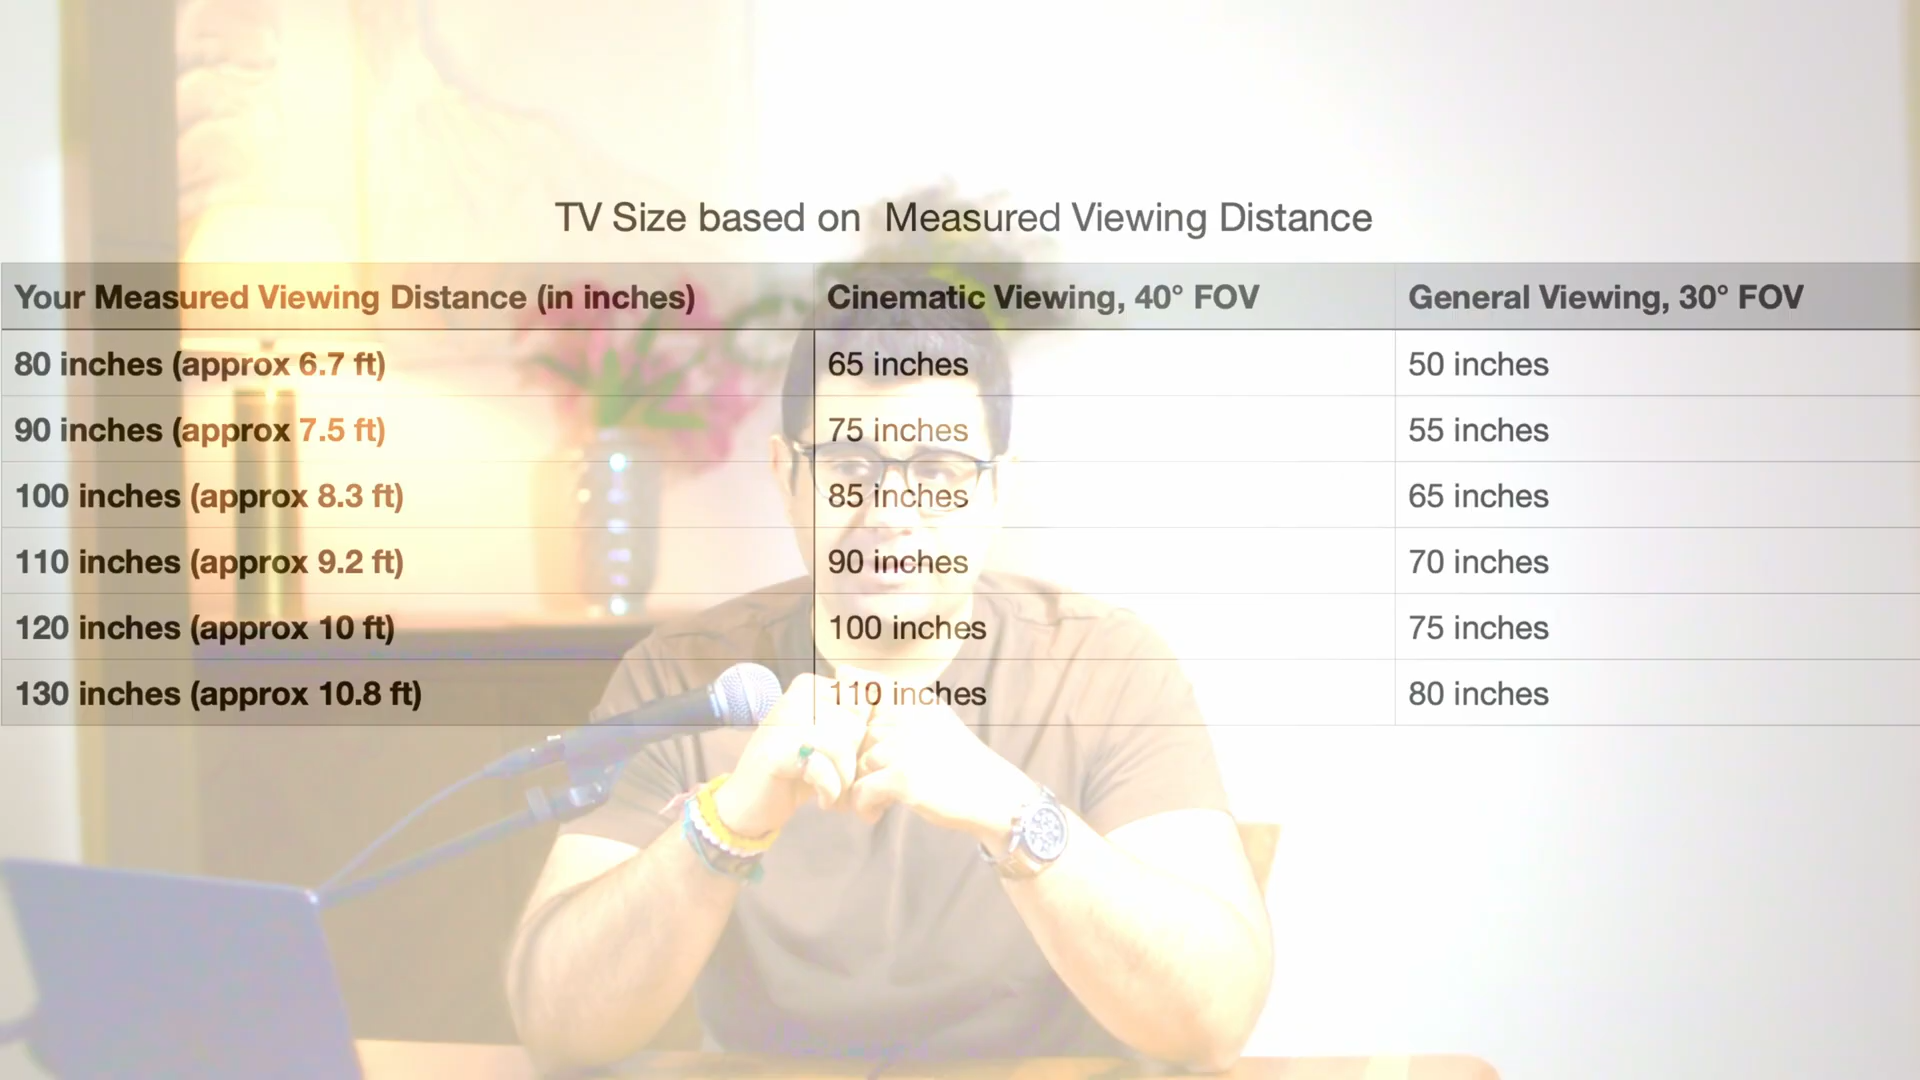 TV Size based on  Measured Viewing Distance
Your Measured Viewing Distance (in inches) Cinematic Viewing, 40° FOV General Viewing, 30° FOV
80 inches (approx 6.7 ft) 65 inches 50 inches
90 inches (approx 7.5 ft) 75 inches 55 inches
100 inches (approx 8.3 ft) 85 inches 65 inches
110 inches (approx 9.2 ft) 90 inches 70 inches
120 inches (approx 10 ft) 100 inches 75 inches
130 inches (approx 10.8 ft) 110 inches 80 inches